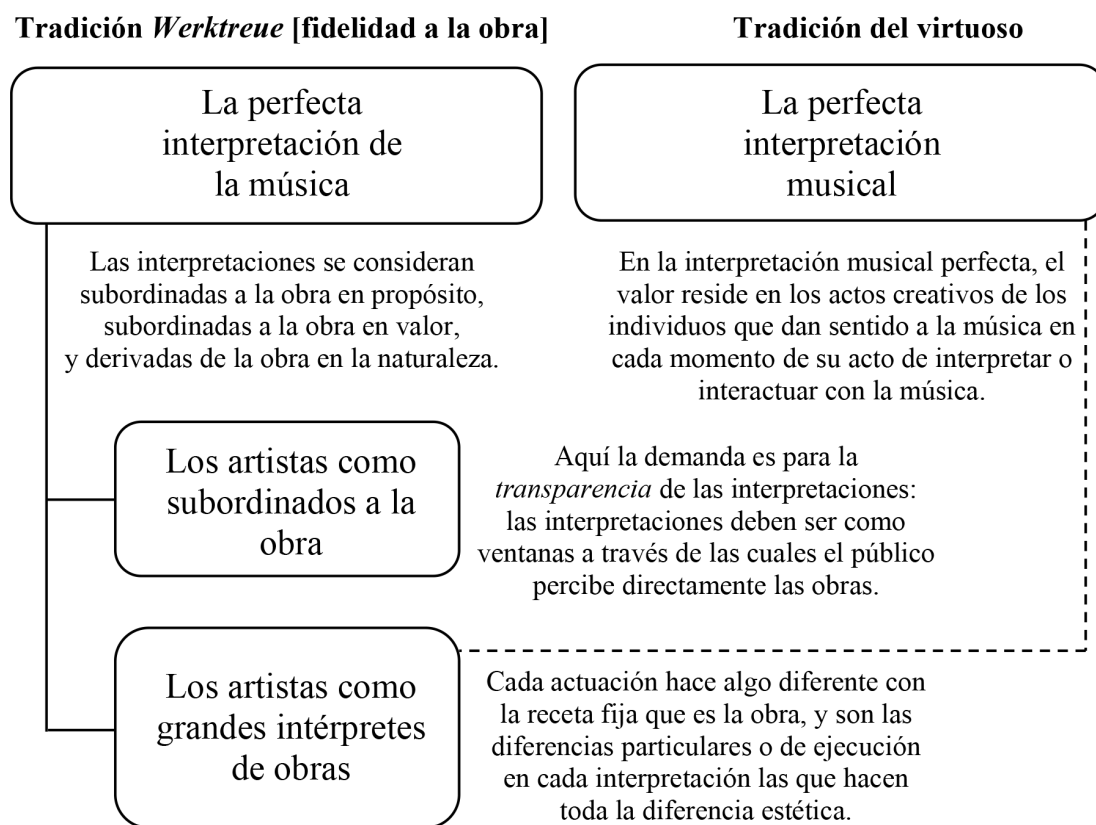 Tradición Werktreue [fidelidad a la obra]
Tradición del virtuoso
La perfecta
interpretación de
la música
La perfecta
interpretación
musical
Las interpretaciones se consideran
subordinadas a la obra en propósito,
subordinadas a la obra en valor,
y derivadas de la obra en la naturaleza.
En la interpretación musical perfecta, el
valor reside en los actos creativos de los
individuos que dan sentido a la música en
cada momento de su acto de interpretar o
interactuar con la música.
Los artistas como
subordinados a la
obra
Aquí la demanda es para la
transparencia de las interpretaciones:
las interpretaciones deben ser como
ventanas a través de las cuales el público
percibe directamente las obras.
Los artistas como
grandes intérpretes
de obras
Cada actuación hace algo diferente con
la receta fija que es la obra, y son las
diferencias particulares o de ejecución
en cada interpretación las que hacen
toda la diferencia estética.